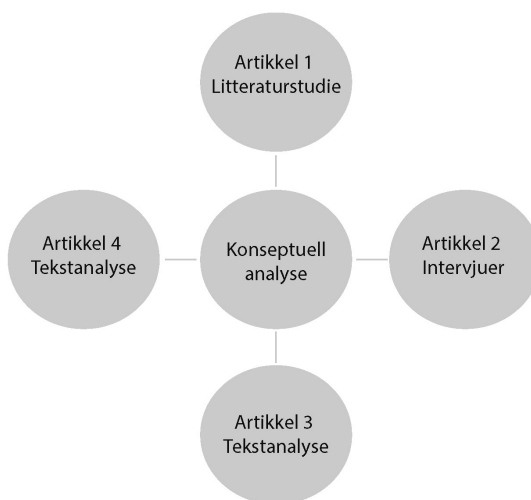 Artikkel 1
Litteraturstudie
Artikkel 4
Tekstanalyse
Konseptuell
analyse
Artikkel 2
Intervjuer
Artikkel 3
Tekstanalyse